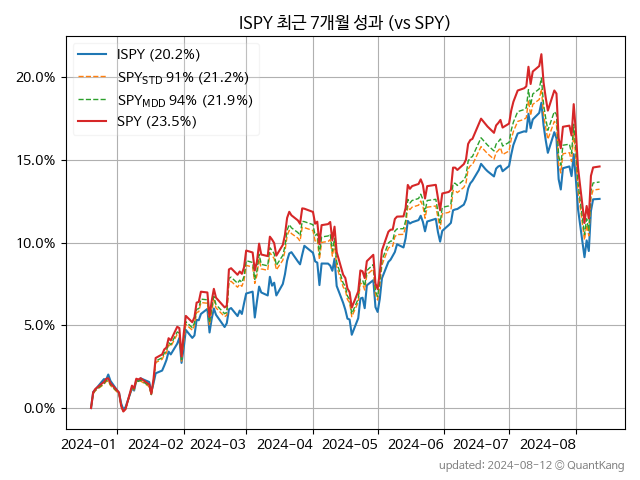 ISPY 최근 7개월 성과 (vs SPY)
ISPY (20.2%)
SPY_STD 91% (21.2%)
SPY_MDD 94% (21.9%)
SPY (23.5%)
20.0%
15.0%
10.0%
5.0%
0.0%
2024-01 2024-02 2024-03 2024-04 2024-05 2024-06 2024-07 2024-08
updated: 2024-08-12 © QuantKang